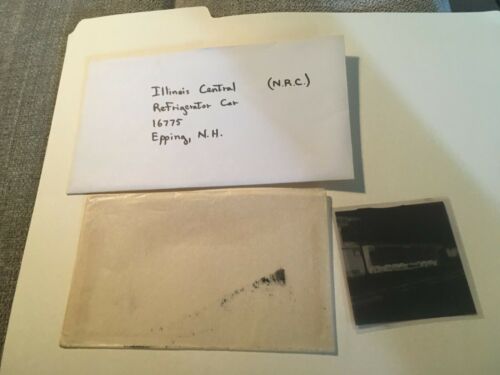 Illinois Central (N.R.C.)
Refrigerator Car
16775
Epping, N.H.